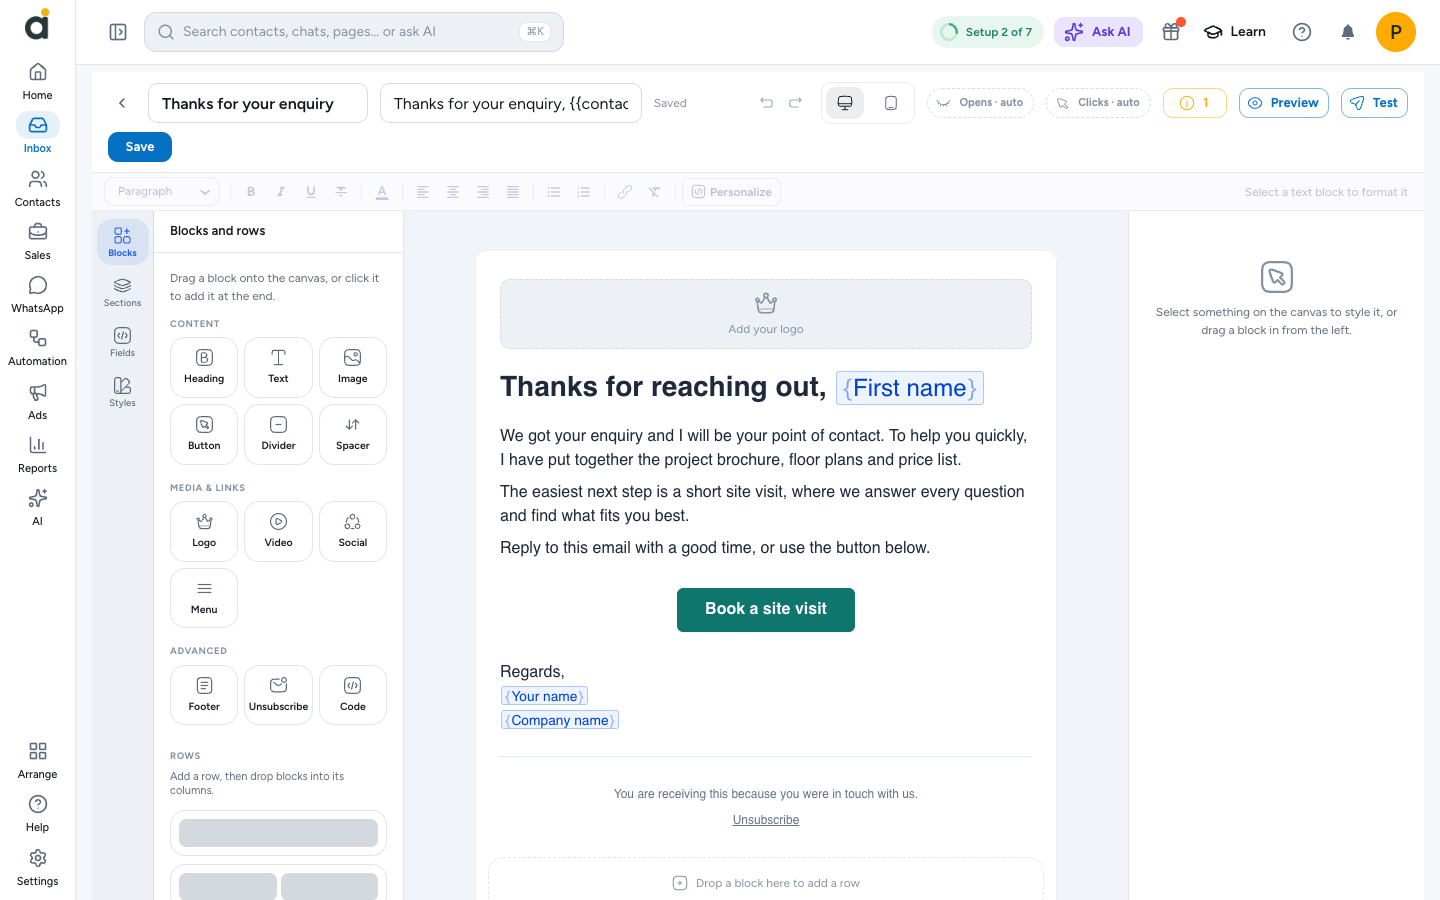 Search contacts, chats, pages... or ask AI
⌘K
Setup 2 of 7
Ask AI
Learn
P
Home
Inbox
Contacts
Sales
WhatsApp
Automation
Ads
Reports
AI
Arrange
Help
Settings
Thanks for your enquiry
Thanks for your enquiry, {{contac
Saved
Opens · auto
Clicks · auto
1
Preview
Test
Save
Paragraph
B
I
U
S
A
Personalize
Select a text block to format it
Blocks
Sections
Fields
Styles
Blocks and rows
Drag a block onto the canvas, or click it
to add it at the end.
CONTENT
Heading
Text
Image
Button
Divider
Spacer
MEDIA & LINKS
Logo
Video
Social
Menu
ADVANCED
Footer
Unsubscribe
Code
ROWS
Add a row, then drop blocks into its
columns.
Add your logo
Thanks for reaching out, {First name}
We got your enquiry and I will be your point of contact. To help you quickly,
I have put together the project brochure, floor plans and price list.
The easiest next step is a short site visit, where we answer every question
and find what fits you best.
Reply to this email with a good time, or use the button below.
Book a site visit
Regards,
{Your name}
{Company name}
You are receiving this because you were in touch with us.
Unsubscribe
Drop a block here to add a row
Select something on the canvas to style it, or
drag a block in from the left.